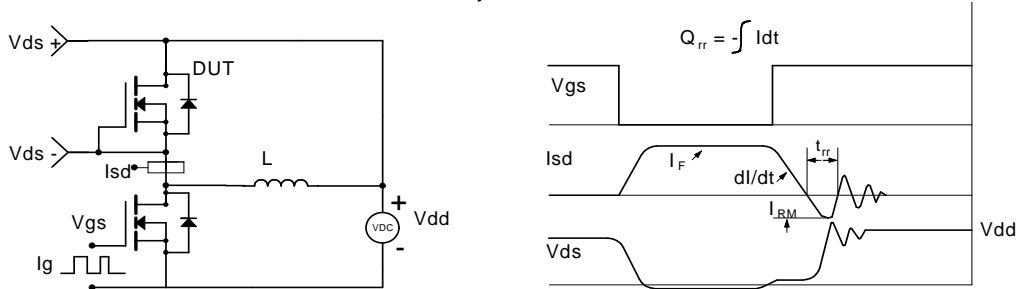 Vds +
DUT
Vds -
Isd
L
Vgs
Ig
+
VDC
-
Vdd
Q rr = -∫ Idt
Vgs
Isd
I F
dI/dt
t rr
I RM
Vdd
Vds